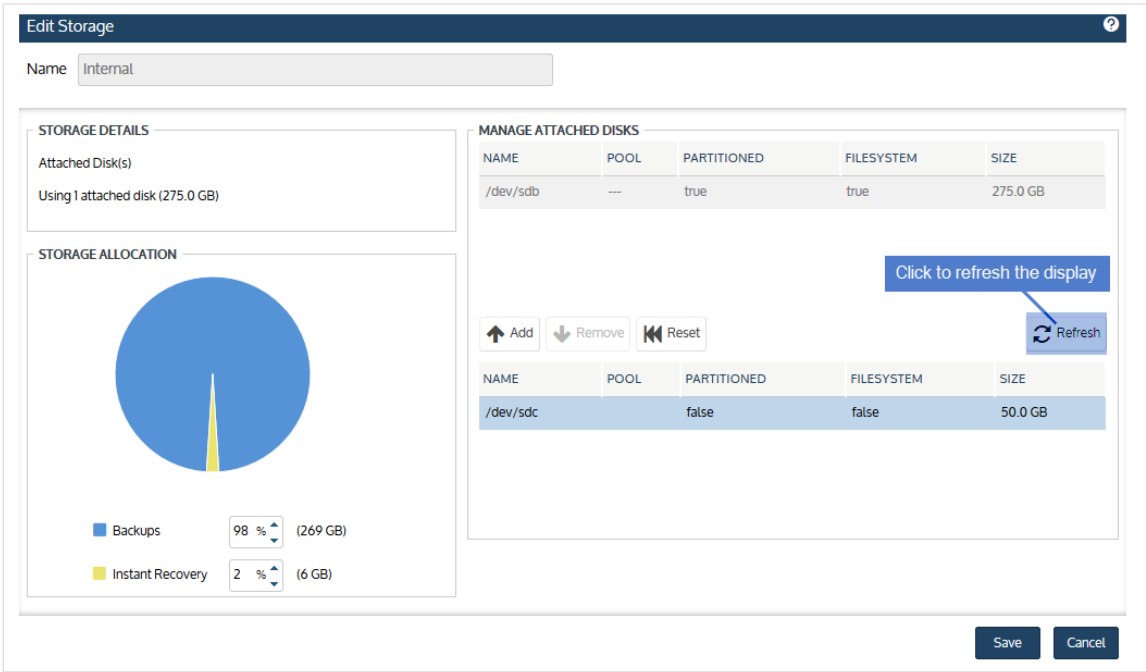 Edit Storage ?
Name Internal
STORAGE DETAILS
Attached Disk(s)
Using 1 attached disk (275.0 GB)
STORAGE ALLOCATION
Backups 98 % (269 GB)
Instant Recovery 2 % (6 GB)
MANAGE ATTACHED DISKS
NAME POOL PARTITIONED FILESYSTEM SIZE
/dev/sdb --- true true 275.0 GB
Click to refresh the display
Add Remove Reset Refresh
NAME POOL PARTITIONED FILESYSTEM SIZE
/dev/sdc false false 50.0 GB
Save Cancel